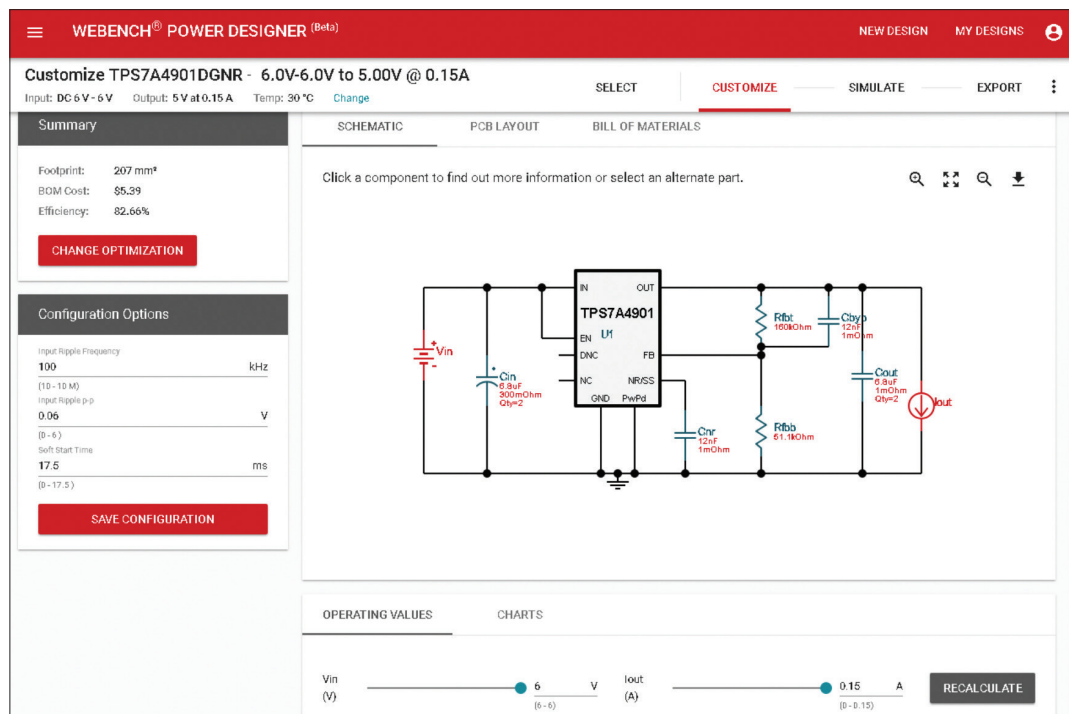 WEBENCH® POWER DESIGNER (Beta)
NEW DESIGN MY DESIGNS
Customize TPS7A4901DGNR - 6.0V-6.0V to 5.00V @ 0.15A
Input: DC 6 V - 6 V Output: 5 V at 0.15 A Temp: 30 °C Change
SELECT CUSTOMIZE SIMULATE EXPORT
Summary
Footprint: 207 mm²
BOM Cost: $5.39
Efficiency: 82.66%
CHANGE OPTIMIZATION
Configuration Options
Input Ripple Frequency
100 kHz
(10 - 10 M)
Input Ripple p-p
0.06 V
(0 - 6)
Soft Start Time
17.5 ms
(0 - 17.5)
SAVE CONFIGURATION
SCHEMATIC PCB LAYOUT BILL OF MATERIALS
Click a component to find out more information or select an alternate part.
IN OUT
TPS7A4901
U1
EN
DNC FB
NC NR/SS
GND PwPd
Vin
Cin
6.8uF
300mOhm
Qty=2
Cnr
12nF
1mOhm
Rfbt
160kOhm
Cbyp
12nF
1mOhm
Rfbb
51.1kOhm
Cout
6.8uF
1mOhm
Qty=2
Iout
OPERATING VALUES CHARTS
Vin
(V)
6 V
(6 - 6)
Iout
(A)
0.15 A
(0 - 0.15)
RECALCULATE